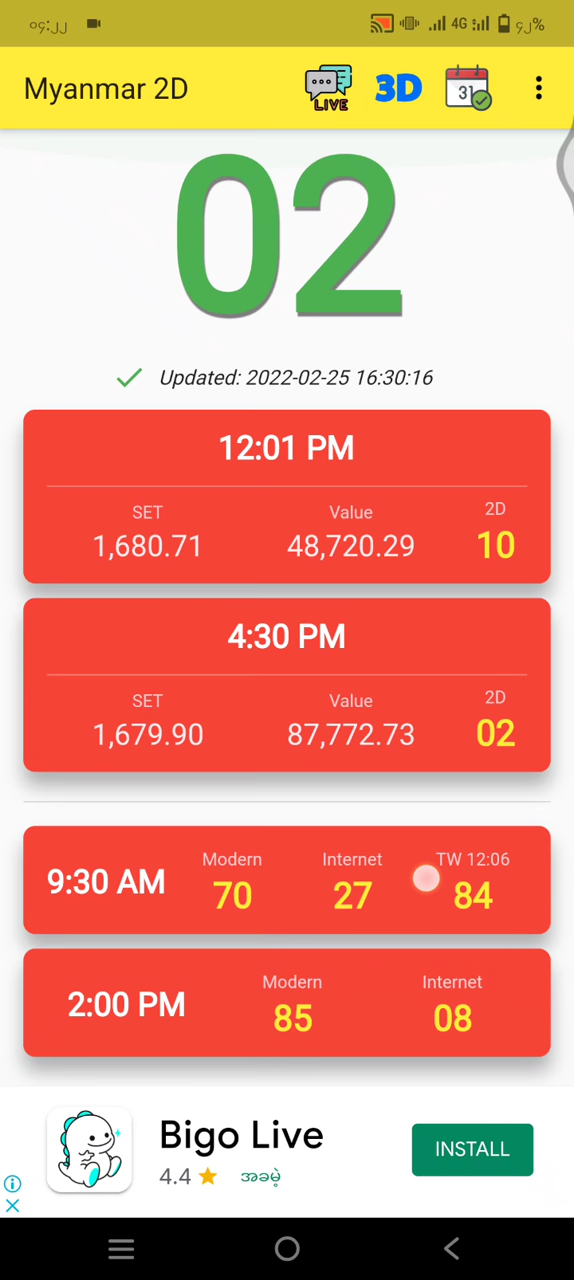 ၀၄:၂၂
4G
၄၂%
Myanmar 2D
LIVE
3D
31
02
Updated: 2022-02-25 16:30:16
12:01 PM
SET Value 2D
1,680.71 48,720.29 10
4:30 PM
SET Value 2D
1,679.90 87,772.73 02
Modern Internet TW 12:06
9:30 AM 70 27 84
Modern Internet
2:00 PM 85 08
Bigo Live
4.4 အခမဲ့
INSTALL